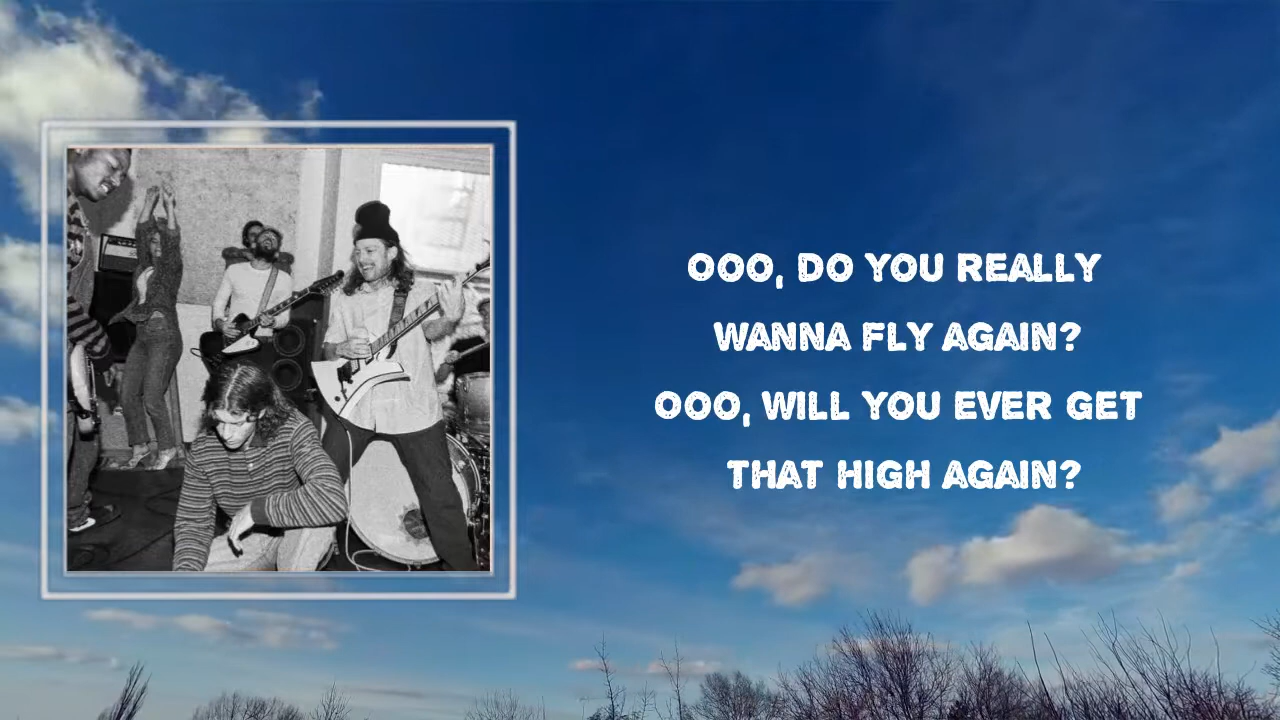 OOO, DO YOU REALLY
WANNA FLY AGAIN?
OOO, WILL YOU EVER GET
THAT HIGH AGAIN?